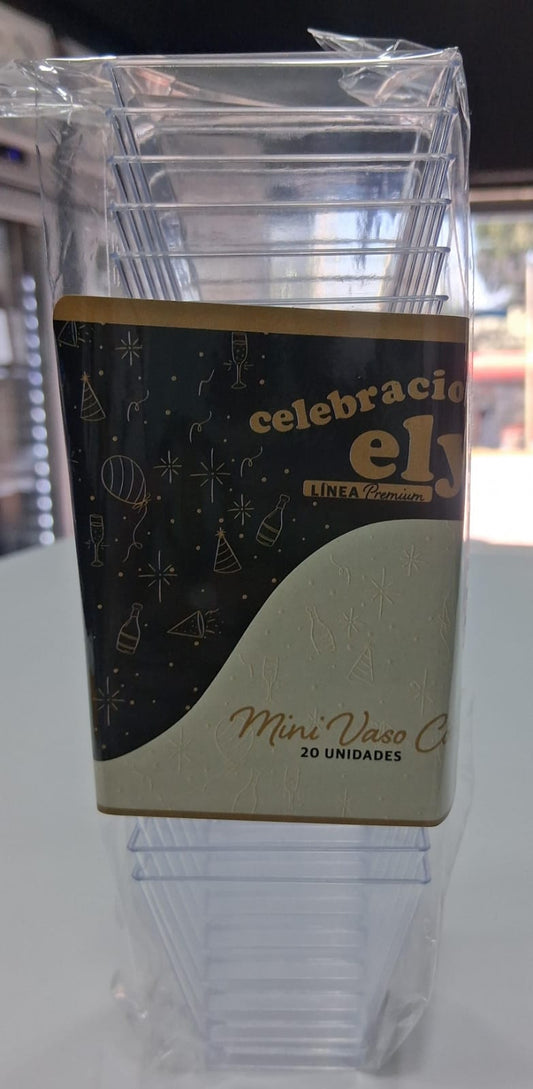 celebracio
ely
LÍNEA Premium
Mini Vaso C
20 UNIDADES